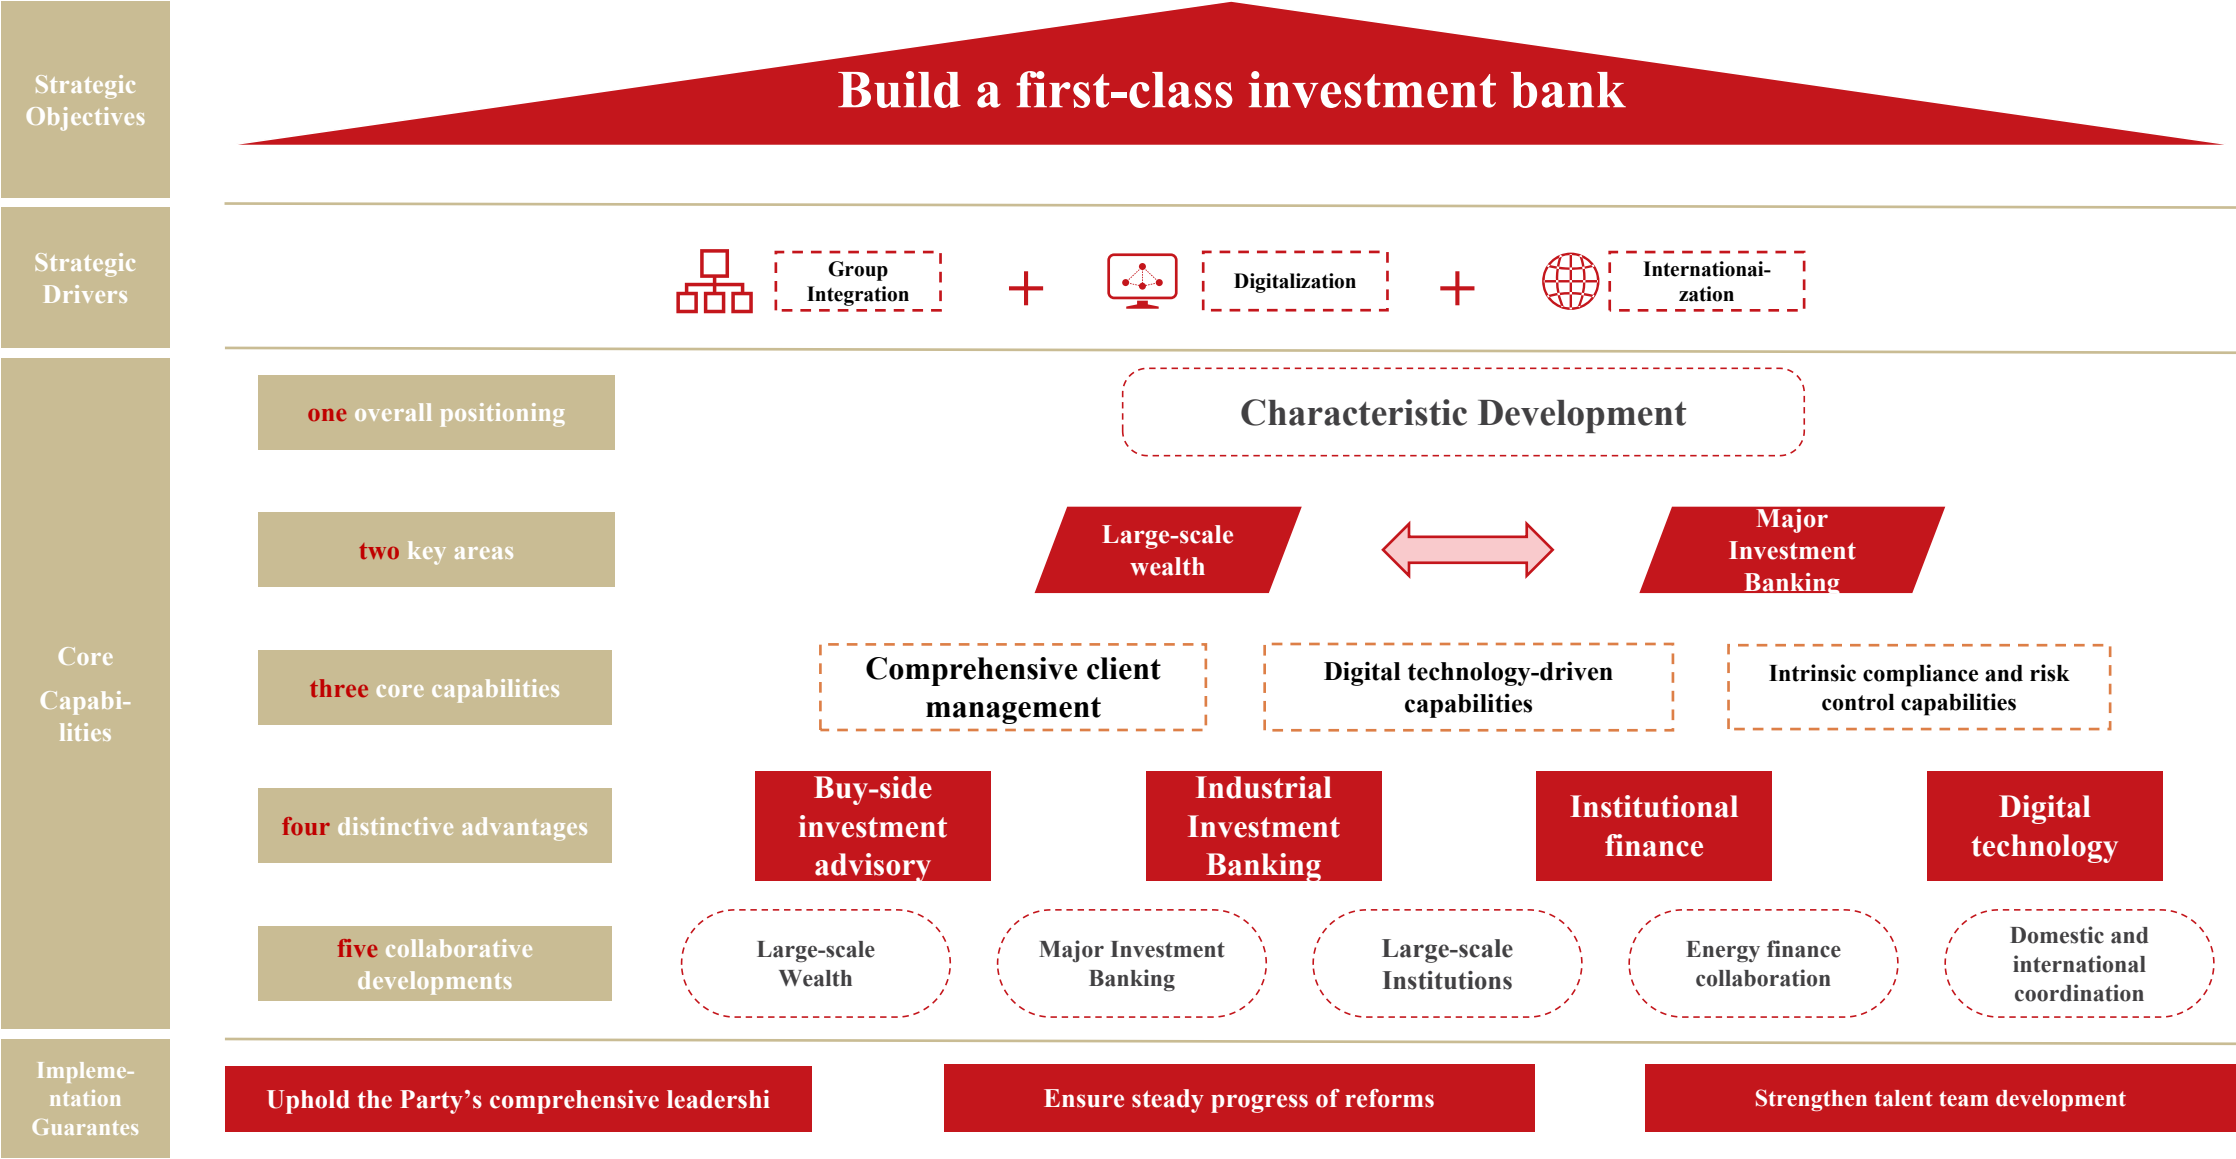 Strategic
Objectives
Build a first-class investment bank
Strategic
Drivers
Group
Integration
Digitalization
Internationai-
zation
Core
Capabi-
lities
one overall positioning
Characteristic Development
two key areas
Large-scale
wealth
Major
Investment
Banking
three core capabilities
Comprehensive client
management
Digital technology-driven
capabilities
Intrinsic compliance and risk
control capabilities
four distinctive advantages
Buy-side
investment
advisory
Industrial
Investment
Banking
Institutional
finance
Digital
technology
five collaborative
developments
Large-scale
Wealth
Major Investment
Banking
Large-scale
Institutions
Energy finance
collaboration
Domestic and
international
coordination
Impleme-
ntation
Guarantes
Uphold the Party’s comprehensive leadershi
Ensure steady progress of reforms
Strengthen talent team development